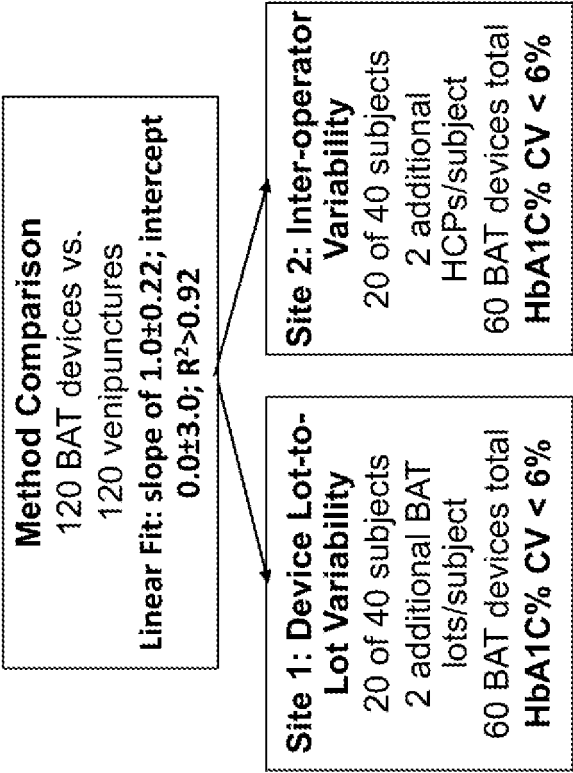 Method Comparison
120 BAT devices vs.
120 venipunctures
Linear Fit: slope of 1.0±0.22; intercept
0.0±3.0; R²>0.92
Site 1: Device Lot-to-
Lot Variability
20 of 40 subjects
2 additional BAT
lots/subject
60 BAT devices total
HbA1C% CV < 6%
Site 2: Inter-operator
Variability
20 of 40 subjects
2 additional
HCPs/subject
60 BAT devices total
HbA1C% CV < 6%